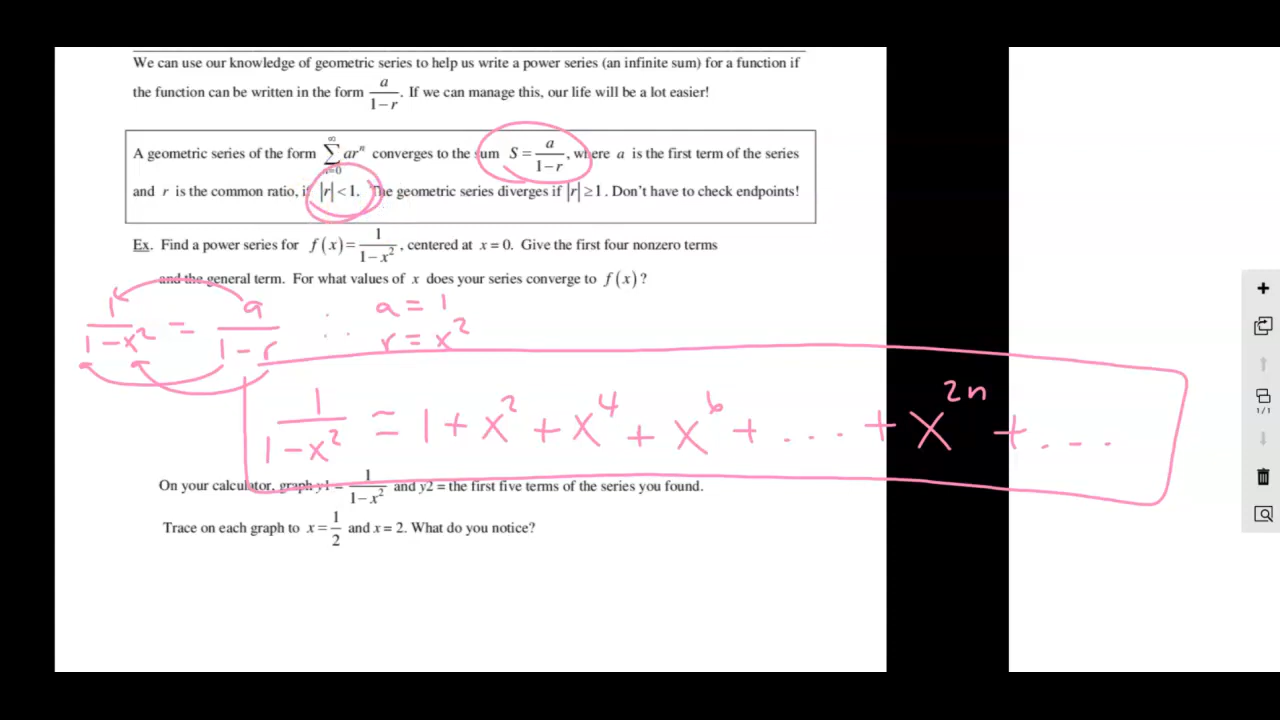 We can use our knowledge of geometric series to help us write a power series (an infinite sum) for a function if
the function can be written in the form a/(1−r). If we can manage this, our life will be a lot easier!
A geometric series of the form ∑_{n=0}^{∞} ar^n converges to the sum S = a/(1−r), where a is the first term of the series
and r is the common ratio, if |r| < 1. The geometric series diverges if |r| ≥ 1. Don't have to check endpoints!
Ex. Find a power series for f(x) = 1/(1−x²), centered at x = 0. Give the first four nonzero terms
and the general term. For what values of x does your series converge to f(x)?
1/(1−x²) = a/(1−r) ∴ a = 1
r = x²
1/(1−x²) = 1 + x² + x⁴ + x⁶ + ... + x^{2n} + ...
On your calculator, graph y1 = 1/(1−x²) and y2 = the first five terms of the series you found.
Trace on each graph to x = 1/2 and x = 2. What do you notice?
1/1